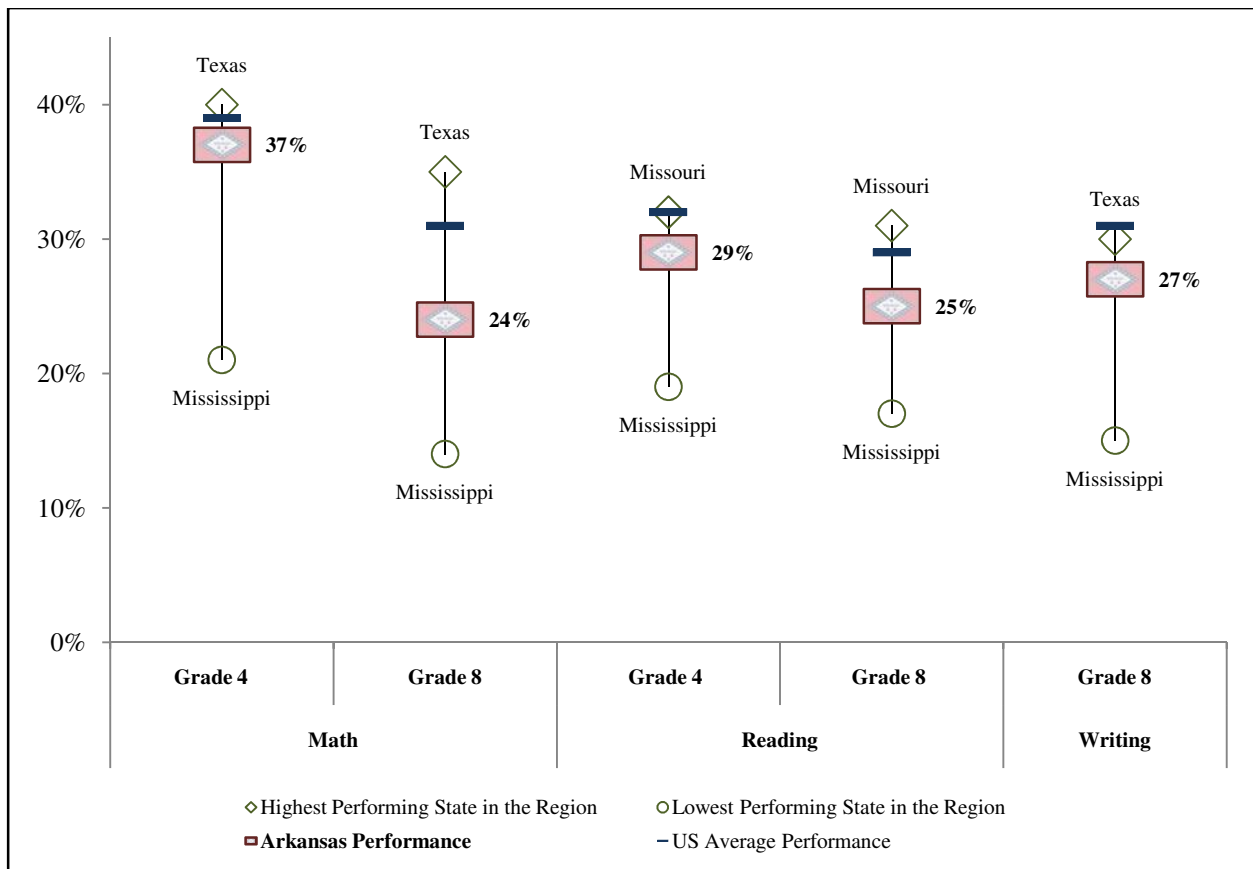 Texas
40%
37%
Texas
Missouri
Missouri
Texas
30%
29%
27%
25%
24%
20%
Mississippi
Mississippi
Mississippi
Mississippi
Mississippi
10%
0%
Grade 4 Grade 8 Grade 4 Grade 8 Grade 8
Math Reading Writing
Highest Performing State in the Region Lowest Performing State in the Region
Arkansas Performance US Average Performance